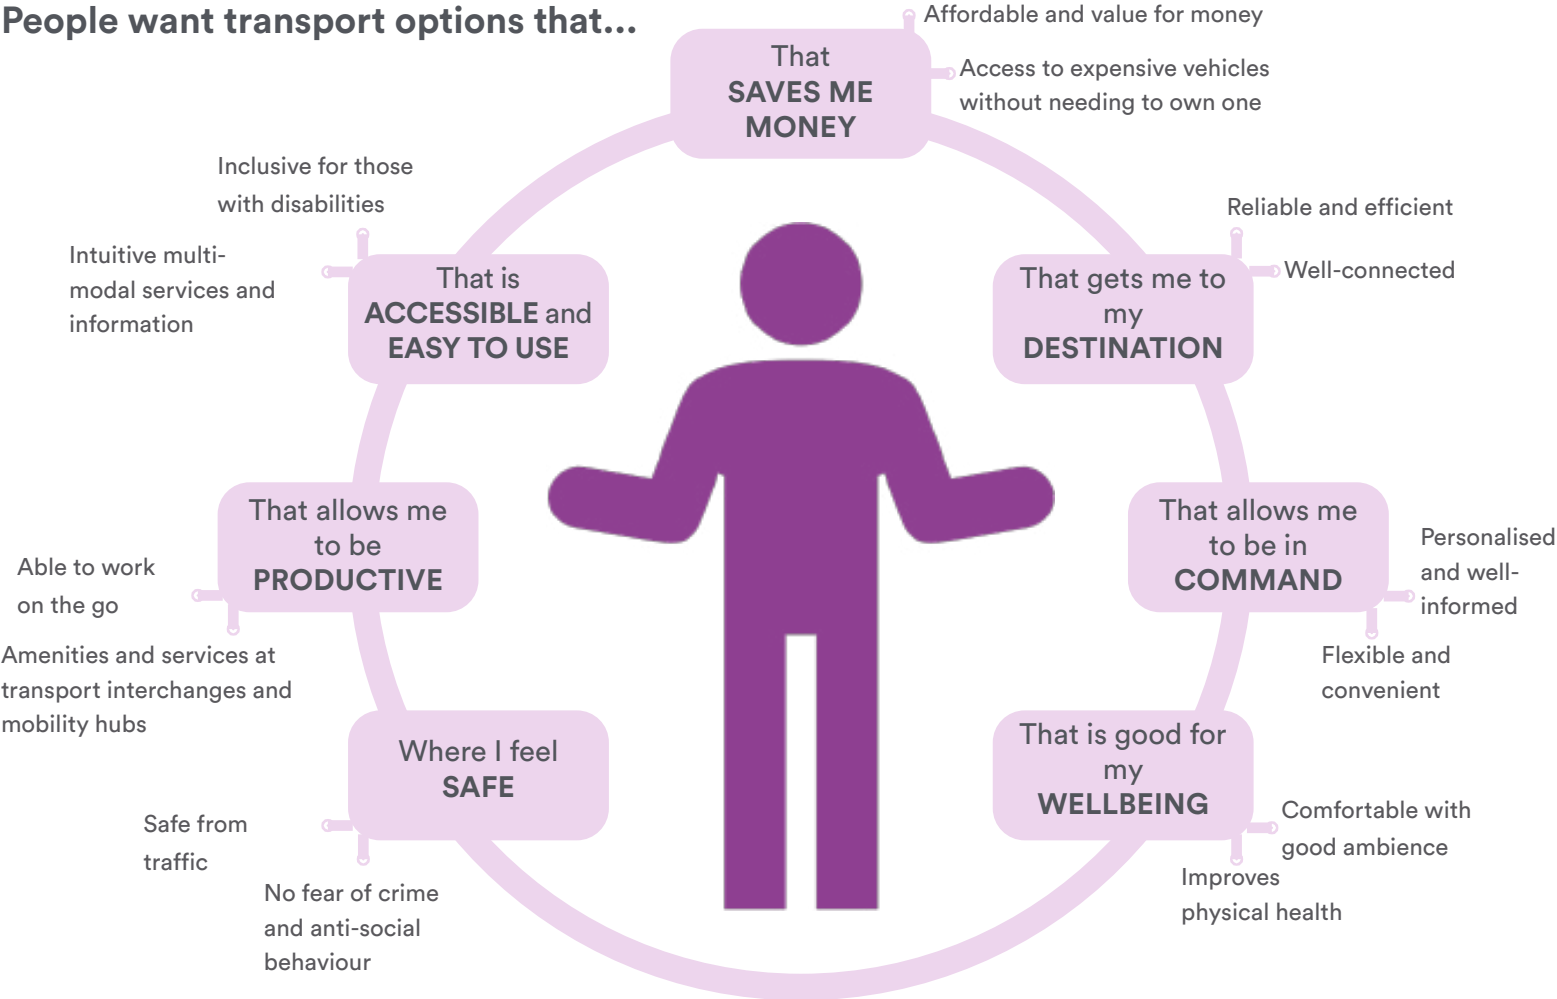 People want transport options that...
That
SAVES ME
MONEY
Affordable and value for money
Access to expensive vehicles
without needing to own one
That gets me to
my
DESTINATION
Reliable and efficient
Well-connected
That allows me
to be in
COMMAND
Personalised
and well-
informed
Flexible and
convenient
That is good for
my
WELLBEING
Comfortable with
good ambience
Improves
physical health
Where I feel
SAFE
Safe from
traffic
No fear of crime
and anti-social
behaviour
That allows me
to be
PRODUCTIVE
Able to work
on the go
Amenities and services at
transport interchanges and
mobility hubs
That is
ACCESSIBLE and
EASY TO USE
Inclusive for those
with disabilities
Intuitive multi-
modal services and
information